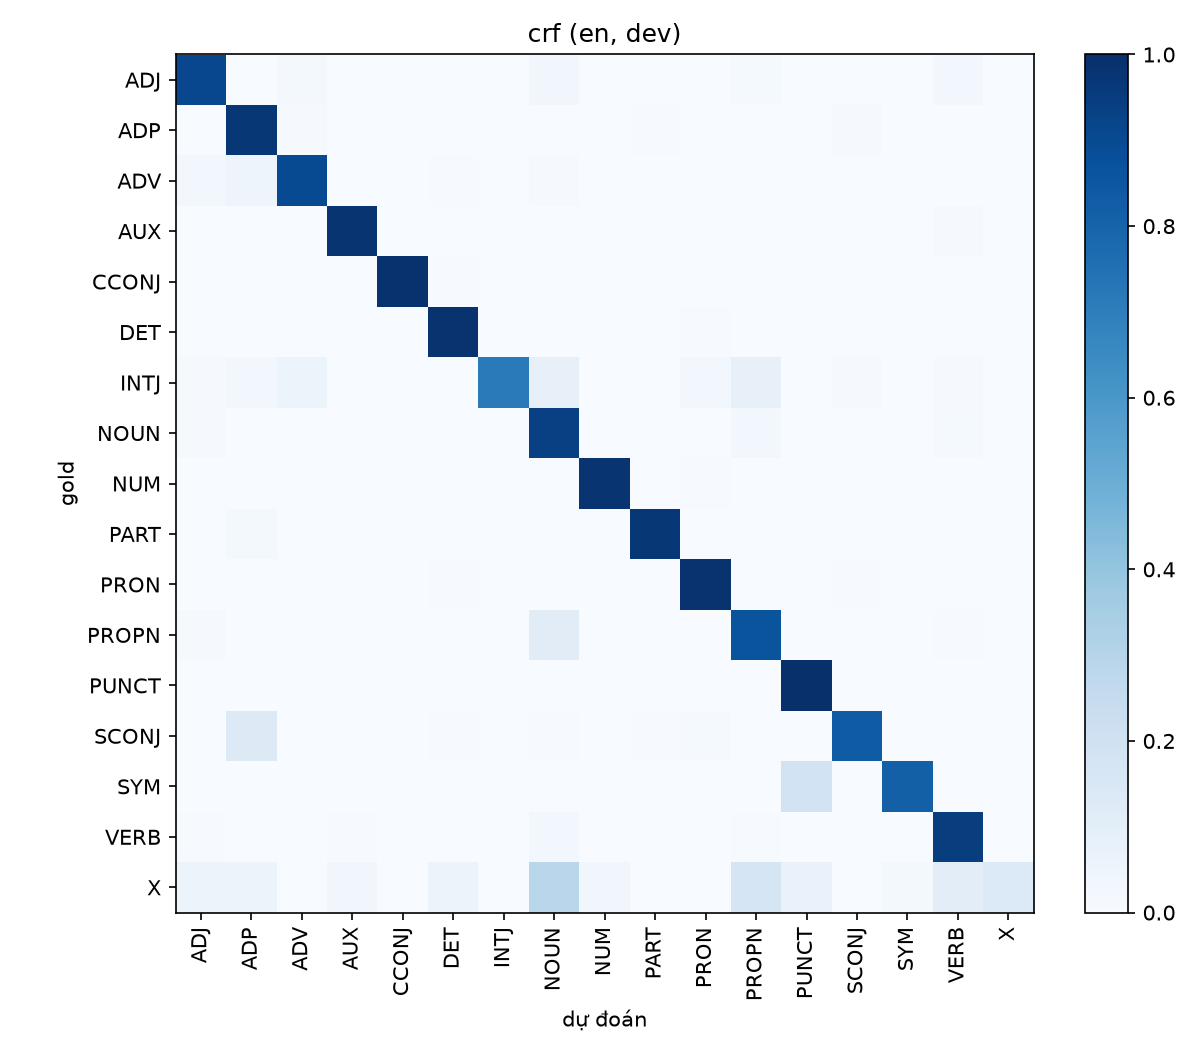 crf (en, dev)
ADJ
ADP
ADV
AUX
CCONJ
DET
INTJ
NOUN
NUM
PART
PRON
PROPN
PUNCT
SCONJ
SYM
VERB
X
gold
ADJ
ADP
ADV
AUX
CCONJ
DET
INTJ
NOUN
NUM
PART
PRON
PROPN
PUNCT
SCONJ
SYM
VERB
X
dự đoán
1.0
0.8
0.6
0.4
0.2
0.0